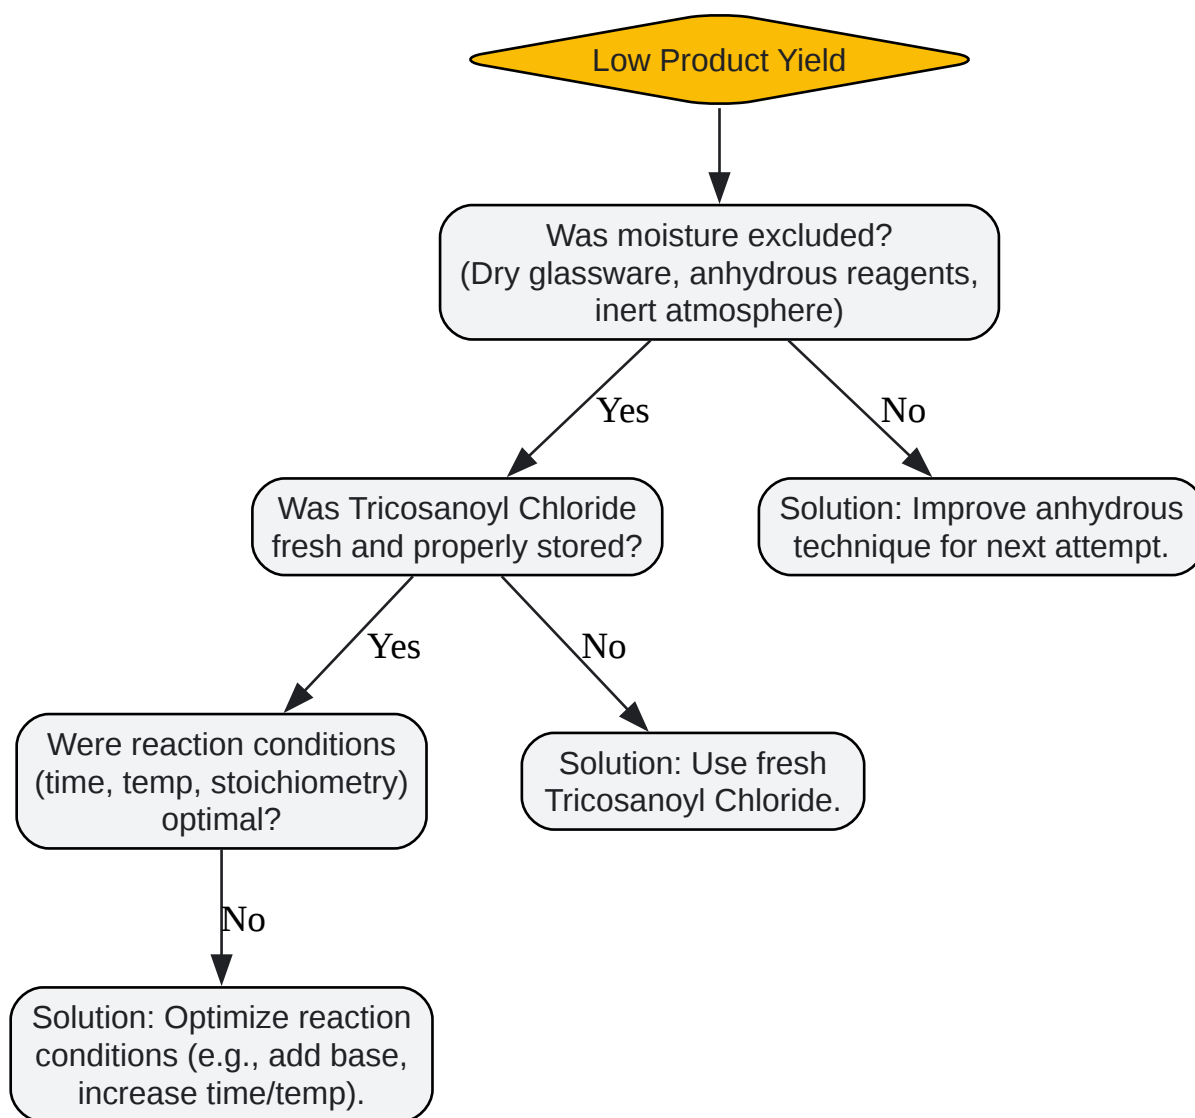 Low Product Yield
Was moisture excluded?
(Dry glassware, anhydrous reagents,
inert atmosphere)
Yes
No
Was Tricosanoyl Chloride
fresh and properly stored?
Solution: Improve anhydrous
technique for next attempt.
Yes
No
Were reaction conditions
(time, temp, stoichiometry)
optimal?
Solution: Use fresh
Tricosanoyl Chloride.
No
Solution: Optimize reaction
conditions (e.g., add base,
increase time/temp).